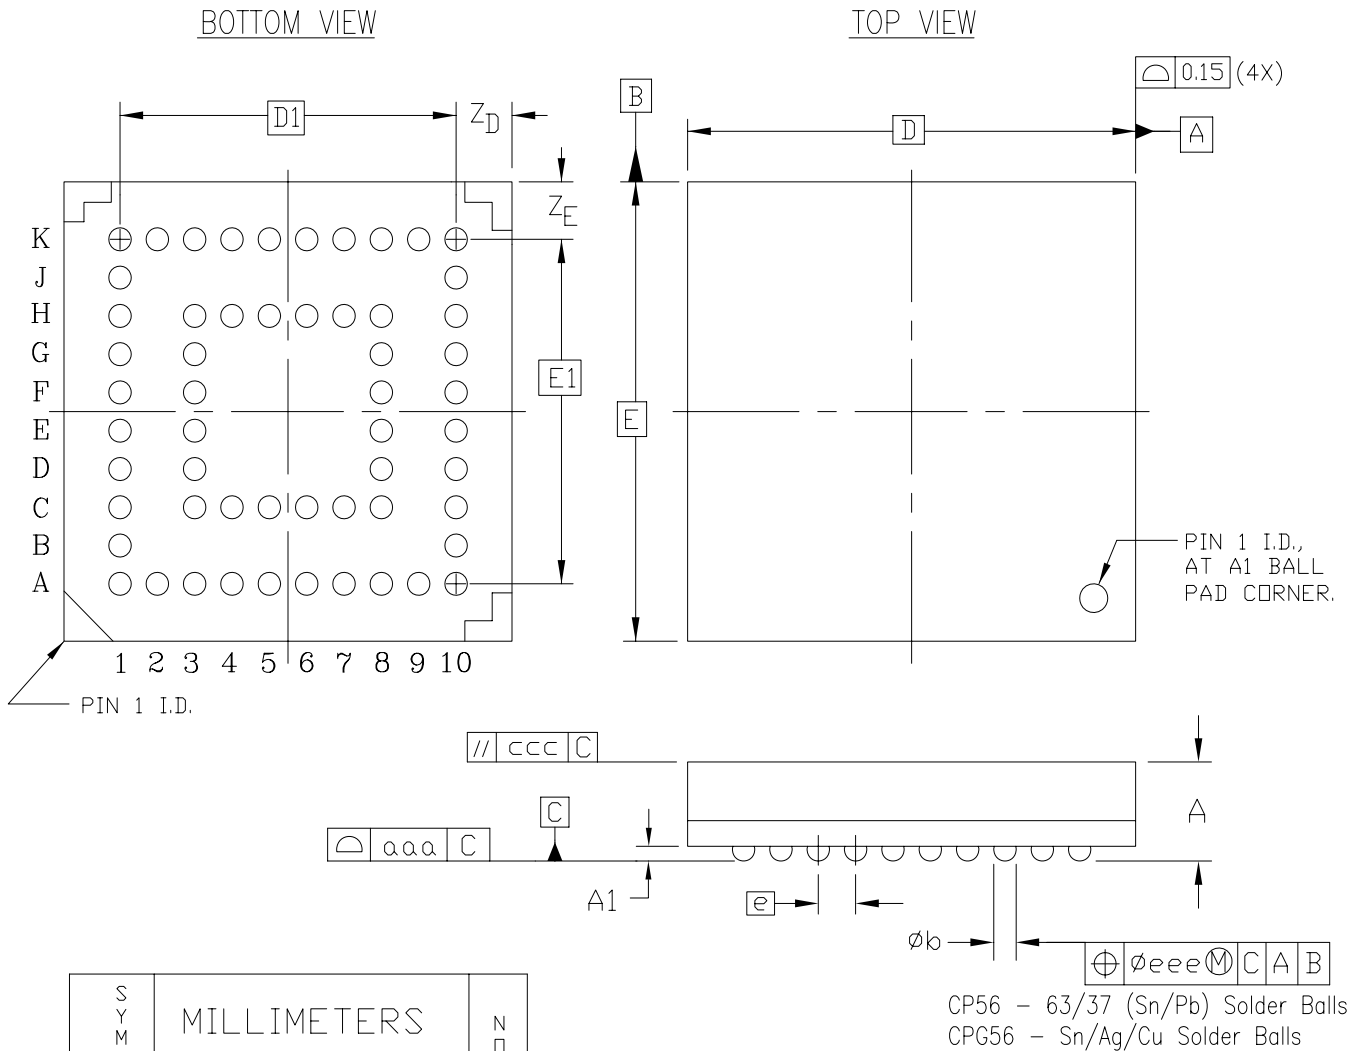 BOTTOM VIEW
TOP VIEW
0.15 (4X)
B
D1
Z_D
D
A
Z_E
K
J
H
G
F
E
D
C
B
A
E1
E
1 2 3 4 5 6 7 8 9 10
PIN 1 I.D.
PIN 1 I.D.,
AT A1 BALL
PAD CORNER.
// ccc C
C
aaa C
A
A1
e
øb
øeee Ⓜ C A B
CP56 - 63/37 (Sn/Pb) Solder Balls
CPG56 - Sn/Ag/Cu Solder Balls
S
Y
M
MILLIMETERS
N